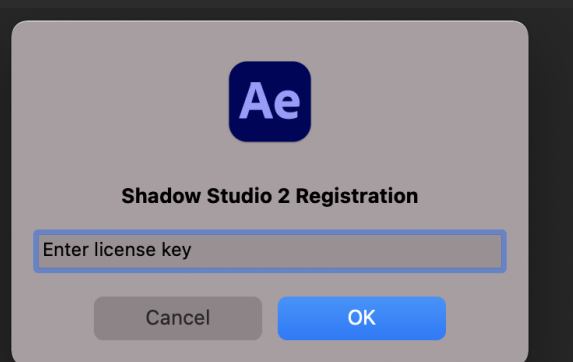 Ae
Shadow Studio 2 Registration
Enter license key
Cancel
OK